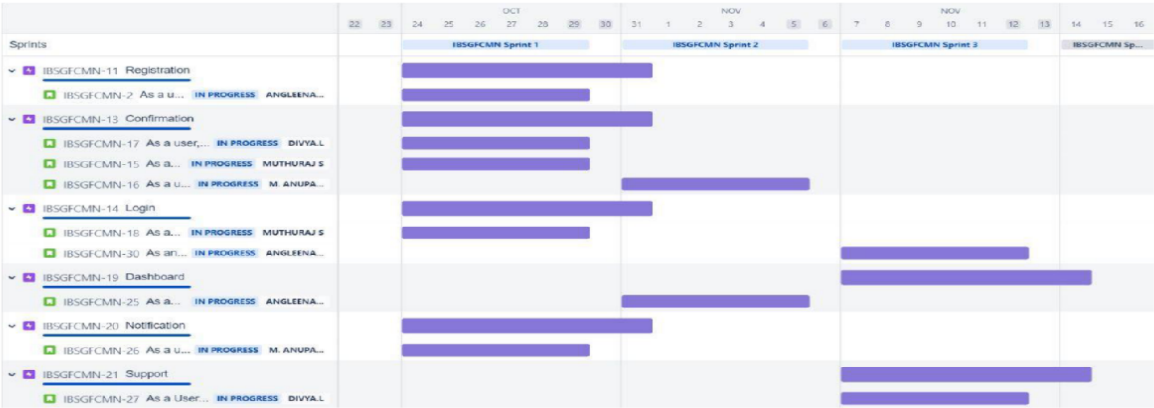 OCT NOV NOV
22 23 24 25 26 27 28 29 30 31 1 2 3 4 5 6 7 8 9 10 11 12 13 14 15 16
Sprints IBSGFCMN Sprint 1 IBSGFCMN Sprint 2 IBSGFCMN Sprint 3 IBSGFCMN Sp...
IBSGFCMN-11 Registration
IBSGFCMN-2 As a u... IN PROGRESS ANGLEENA...
IBSGFCMN-13 Confirmation
IBSGFCMN-17 As a user,... IN PROGRESS DIVYA.L
IBSGFCMN-15 As a... IN PROGRESS MUTHURAJ S
IBSGFCMN-16 As a u... IN PROGRESS M. ANUPA...
IBSGFCMN-14 Login
IBSGFCMN-18 As a... IN PROGRESS MUTHURAJ S
IBSGFCMN-30 As an... IN PROGRESS ANGLEENA...
IBSGFCMN-19 Dashboard
IBSGFCMN-25 As a... IN PROGRESS ANGLEENA...
IBSGFCMN-20 Notification
IBSGFCMN-26 As a u... IN PROGRESS M. ANUPA...
IBSGFCMN-21 Support
IBSGFCMN-27 As a User... IN PROGRESS DIVYA.L